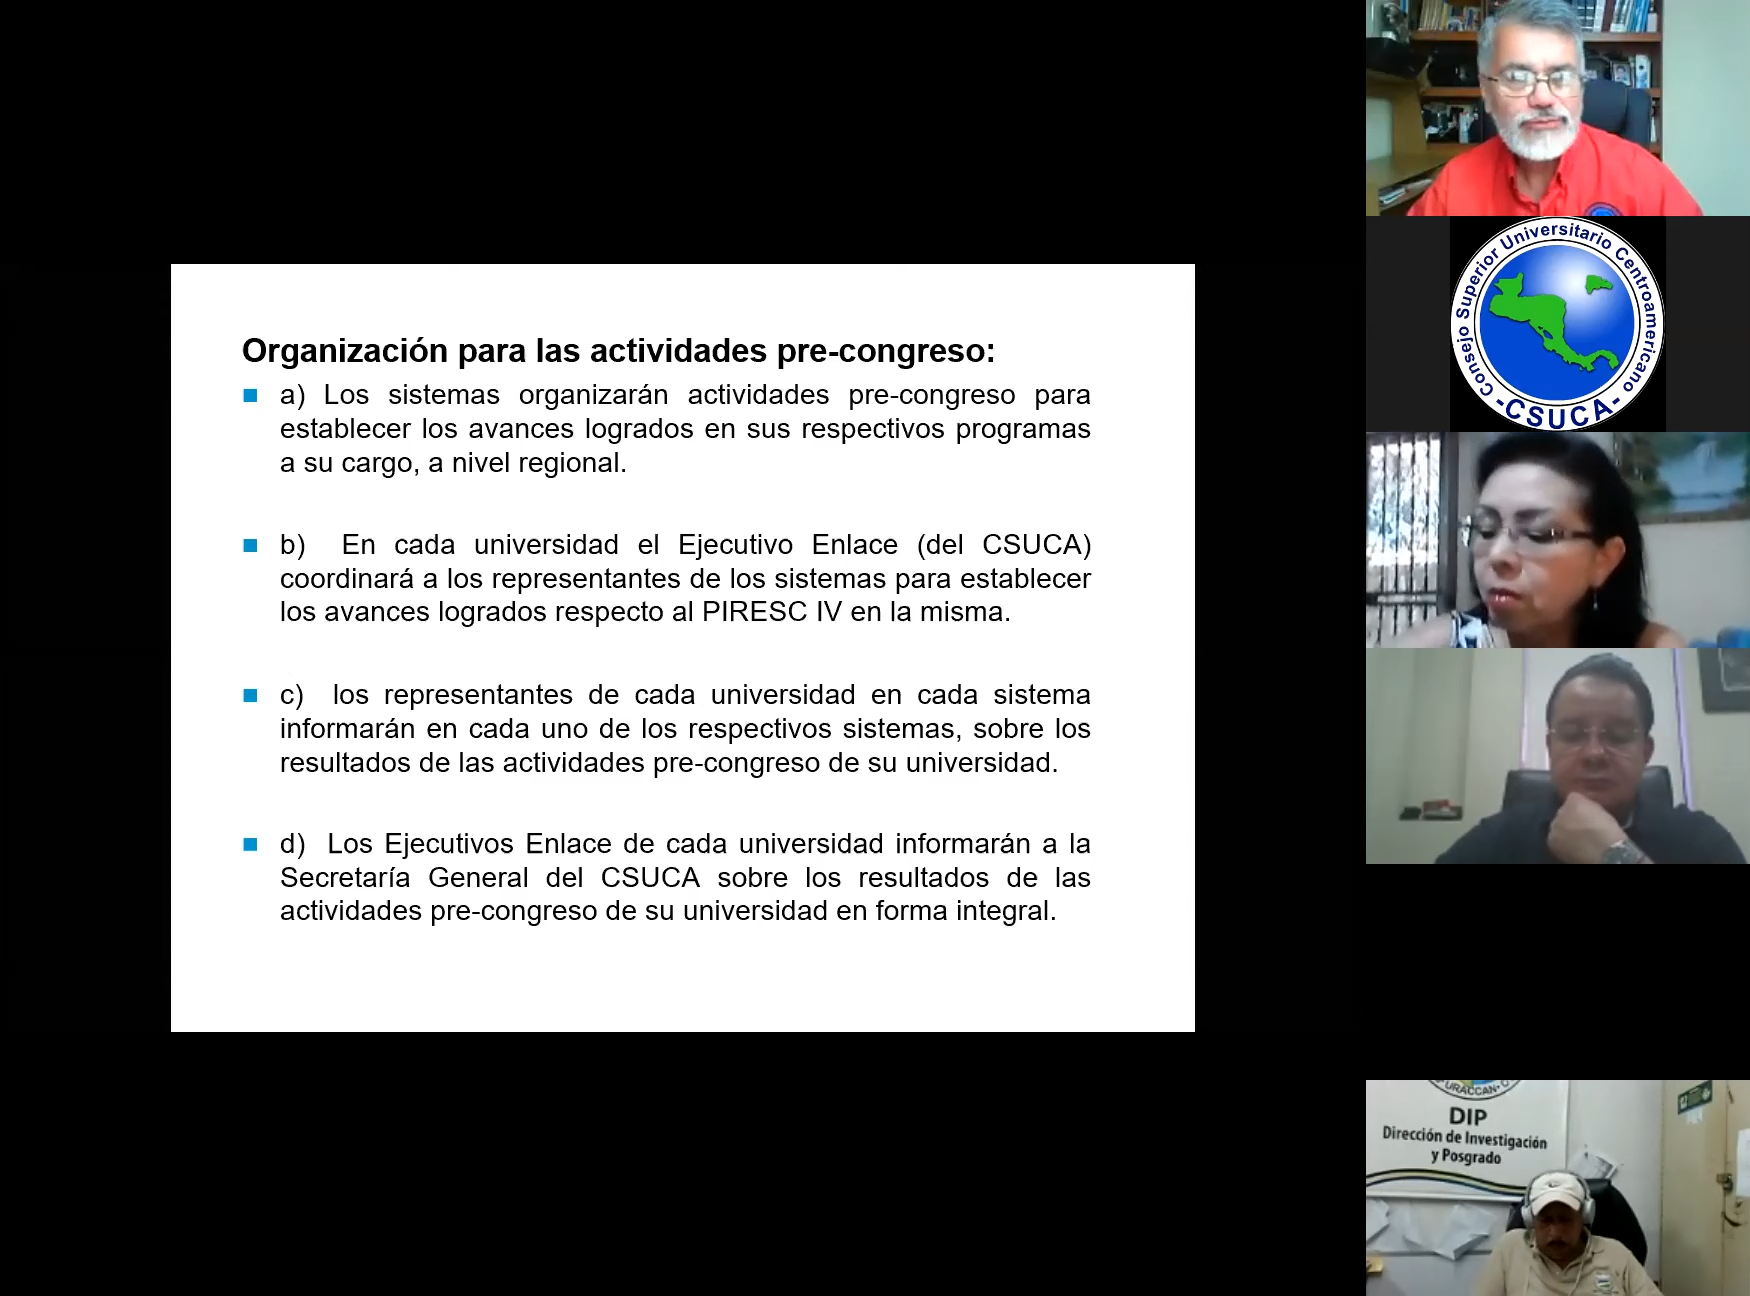 Organización para las actividades pre-congreso:
a) Los sistemas organizarán actividades pre-congreso para
establecer los avances logrados en sus respectivos programas
a su cargo, a nivel regional.
b) En cada universidad el Ejecutivo Enlace (del CSUCA)
coordinará a los representantes de los sistemas para establecer
los avances logrados respecto al PIRESC IV en la misma.
c) los representantes de cada universidad en cada sistema
informarán en cada uno de los respectivos sistemas, sobre los
resultados de las actividades pre-congreso de su universidad.
d) Los Ejecutivos Enlace de cada universidad informarán a la
Secretaría General del CSUCA sobre los resultados de las
actividades pre-congreso de su universidad en forma integral.
Consejo Superior Universitario Centroamericano
-CSUCA-
URACCAN
DIP
Dirección de Investigación
y Posgrado